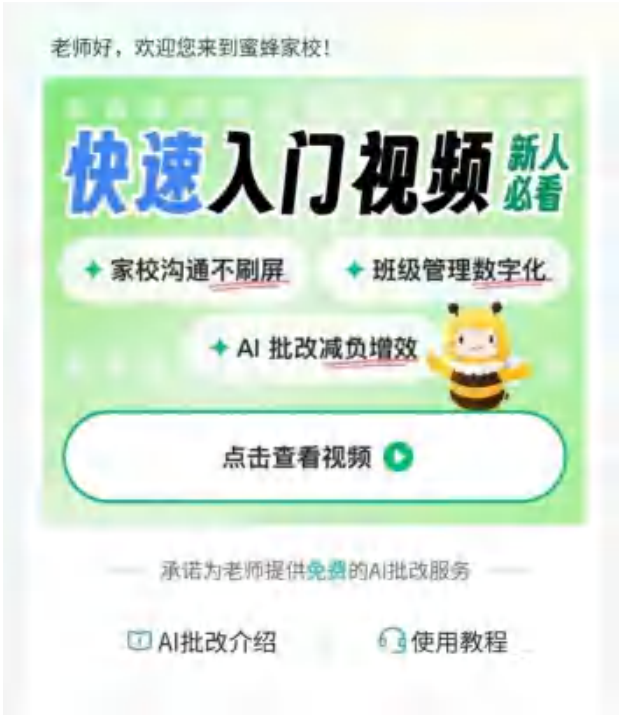 老师好，欢迎您来到蜜蜂家校！
快速入门视频 新人必看
家校沟通不刷屏 班级管理数字化
AI 批改减负增效
点击查看视频
承诺为老师提供免费的AI批改服务
AI批改介绍 使用教程